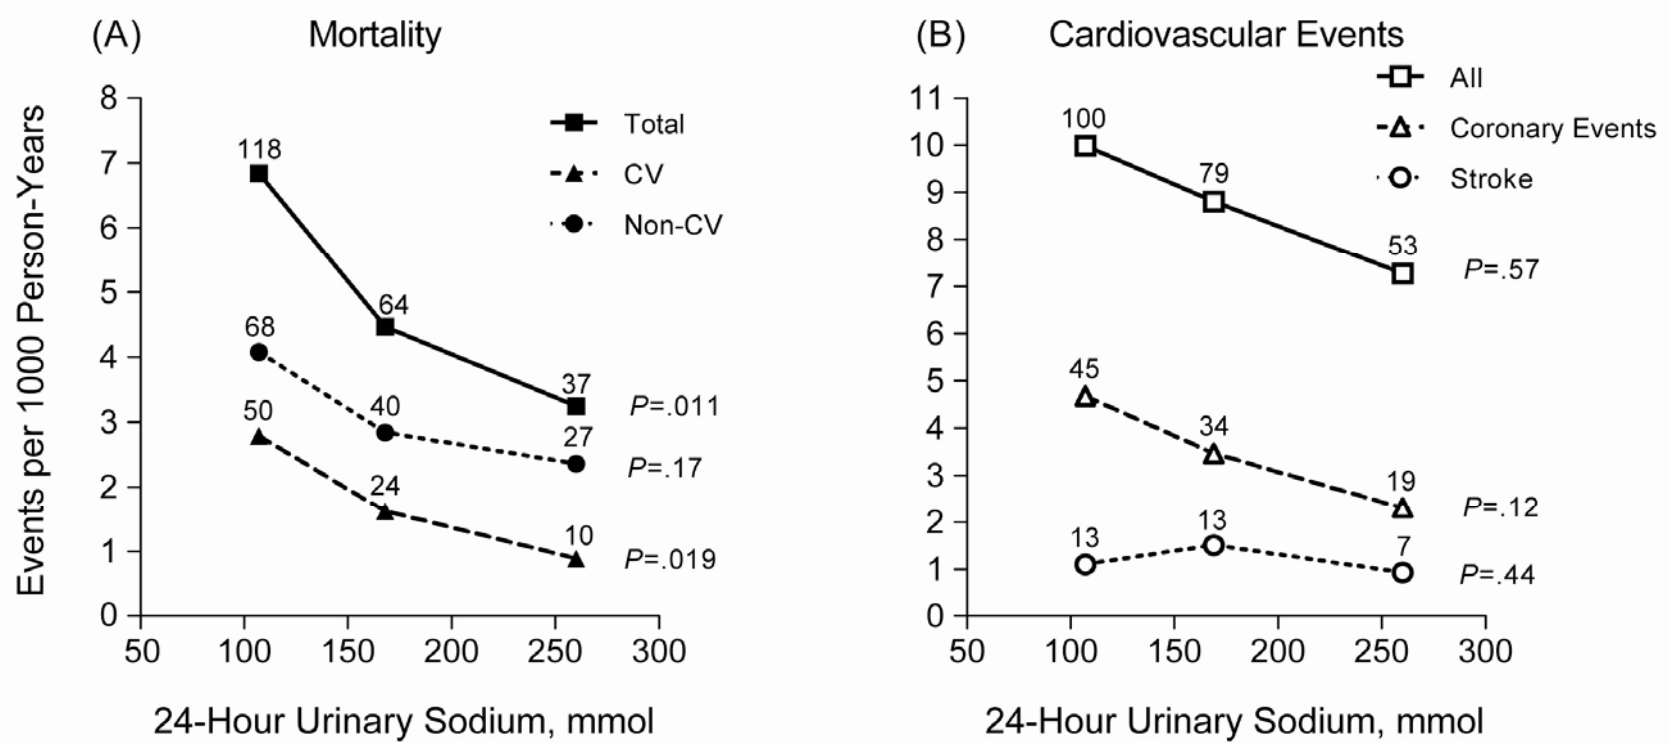 (A) Mortality
Events per 1000 Person-Years
8
7
6
5
4
3
2
1
0
50 100 150 200 250 300
24-Hour Urinary Sodium, mmol
Total
CV
Non-CV
118
64
37
68
40
27
50
24
10
P=.011
P=.17
P=.019
(B) Cardiovascular Events
11
10
9
8
7
6
5
4
3
2
1
0
50 100 150 200 250 300
24-Hour Urinary Sodium, mmol
All
Coronary Events
Stroke
100
79
53
45
34
19
13
13
7
P=.57
P=.12
P=.44